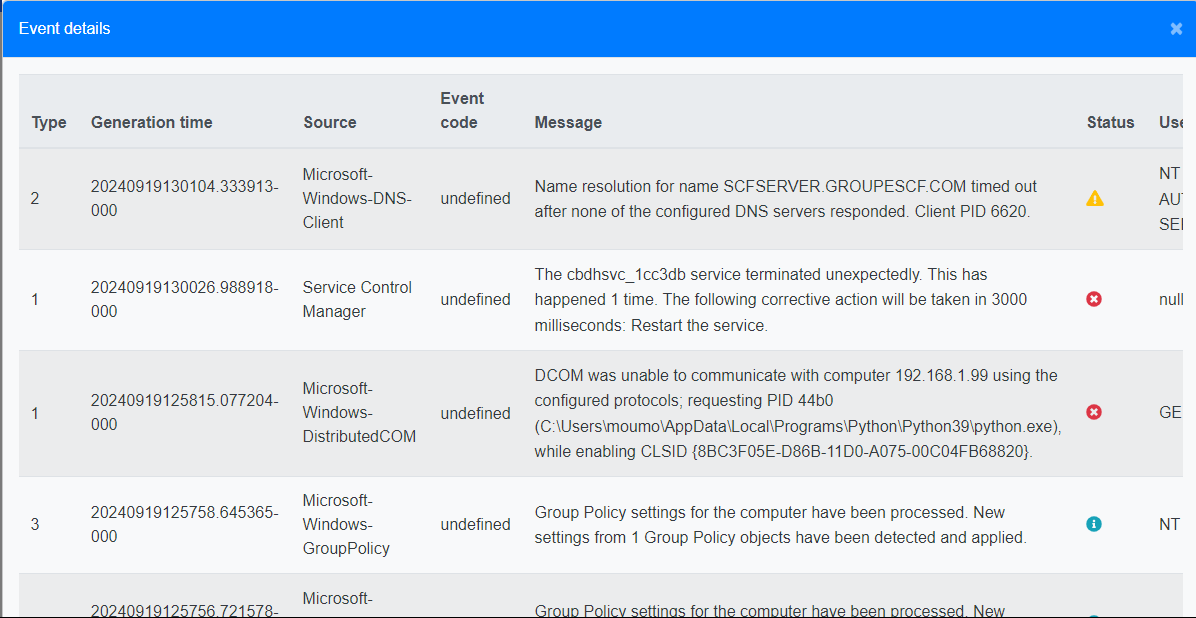 Event details
×
Type Generation time Source Event code Message Status Use
2
20240919130104.333913-
000
Microsoft-
Windows-DNS-
Client
undefined
Name resolution for name SCFSERVER.GROUPESCF.COM timed out
after none of the configured DNS servers responded. Client PID 6620.
NT
AUT
SEI
1
20240919130026.988918-
000
Service Control
Manager
undefined
The cbdhsvc_1cc3db service terminated unexpectedly. This has
happened 1 time. The following corrective action will be taken in 3000
milliseconds: Restart the service.
null
1
20240919125815.077204-
000
Microsoft-
Windows-
DistributedCOM
undefined
DCOM was unable to communicate with computer 192.168.1.99 using the
configured protocols; requesting PID 44b0
(C:\Users\moumo\AppData\Local\Programs\Python\Python39\python.exe),
while enabling CLSID {8BC3F05E-D86B-11D0-A075-00C04FB68820}.
GE
3
20240919125758.645365-
000
Microsoft-
Windows-
GroupPolicy
undefined
Group Policy settings for the computer have been processed. New
settings from 1 Group Policy objects have been detected and applied.
NT
20240919125756.721578-
Microsoft-
Group Policy settings for the computer have been processed. New